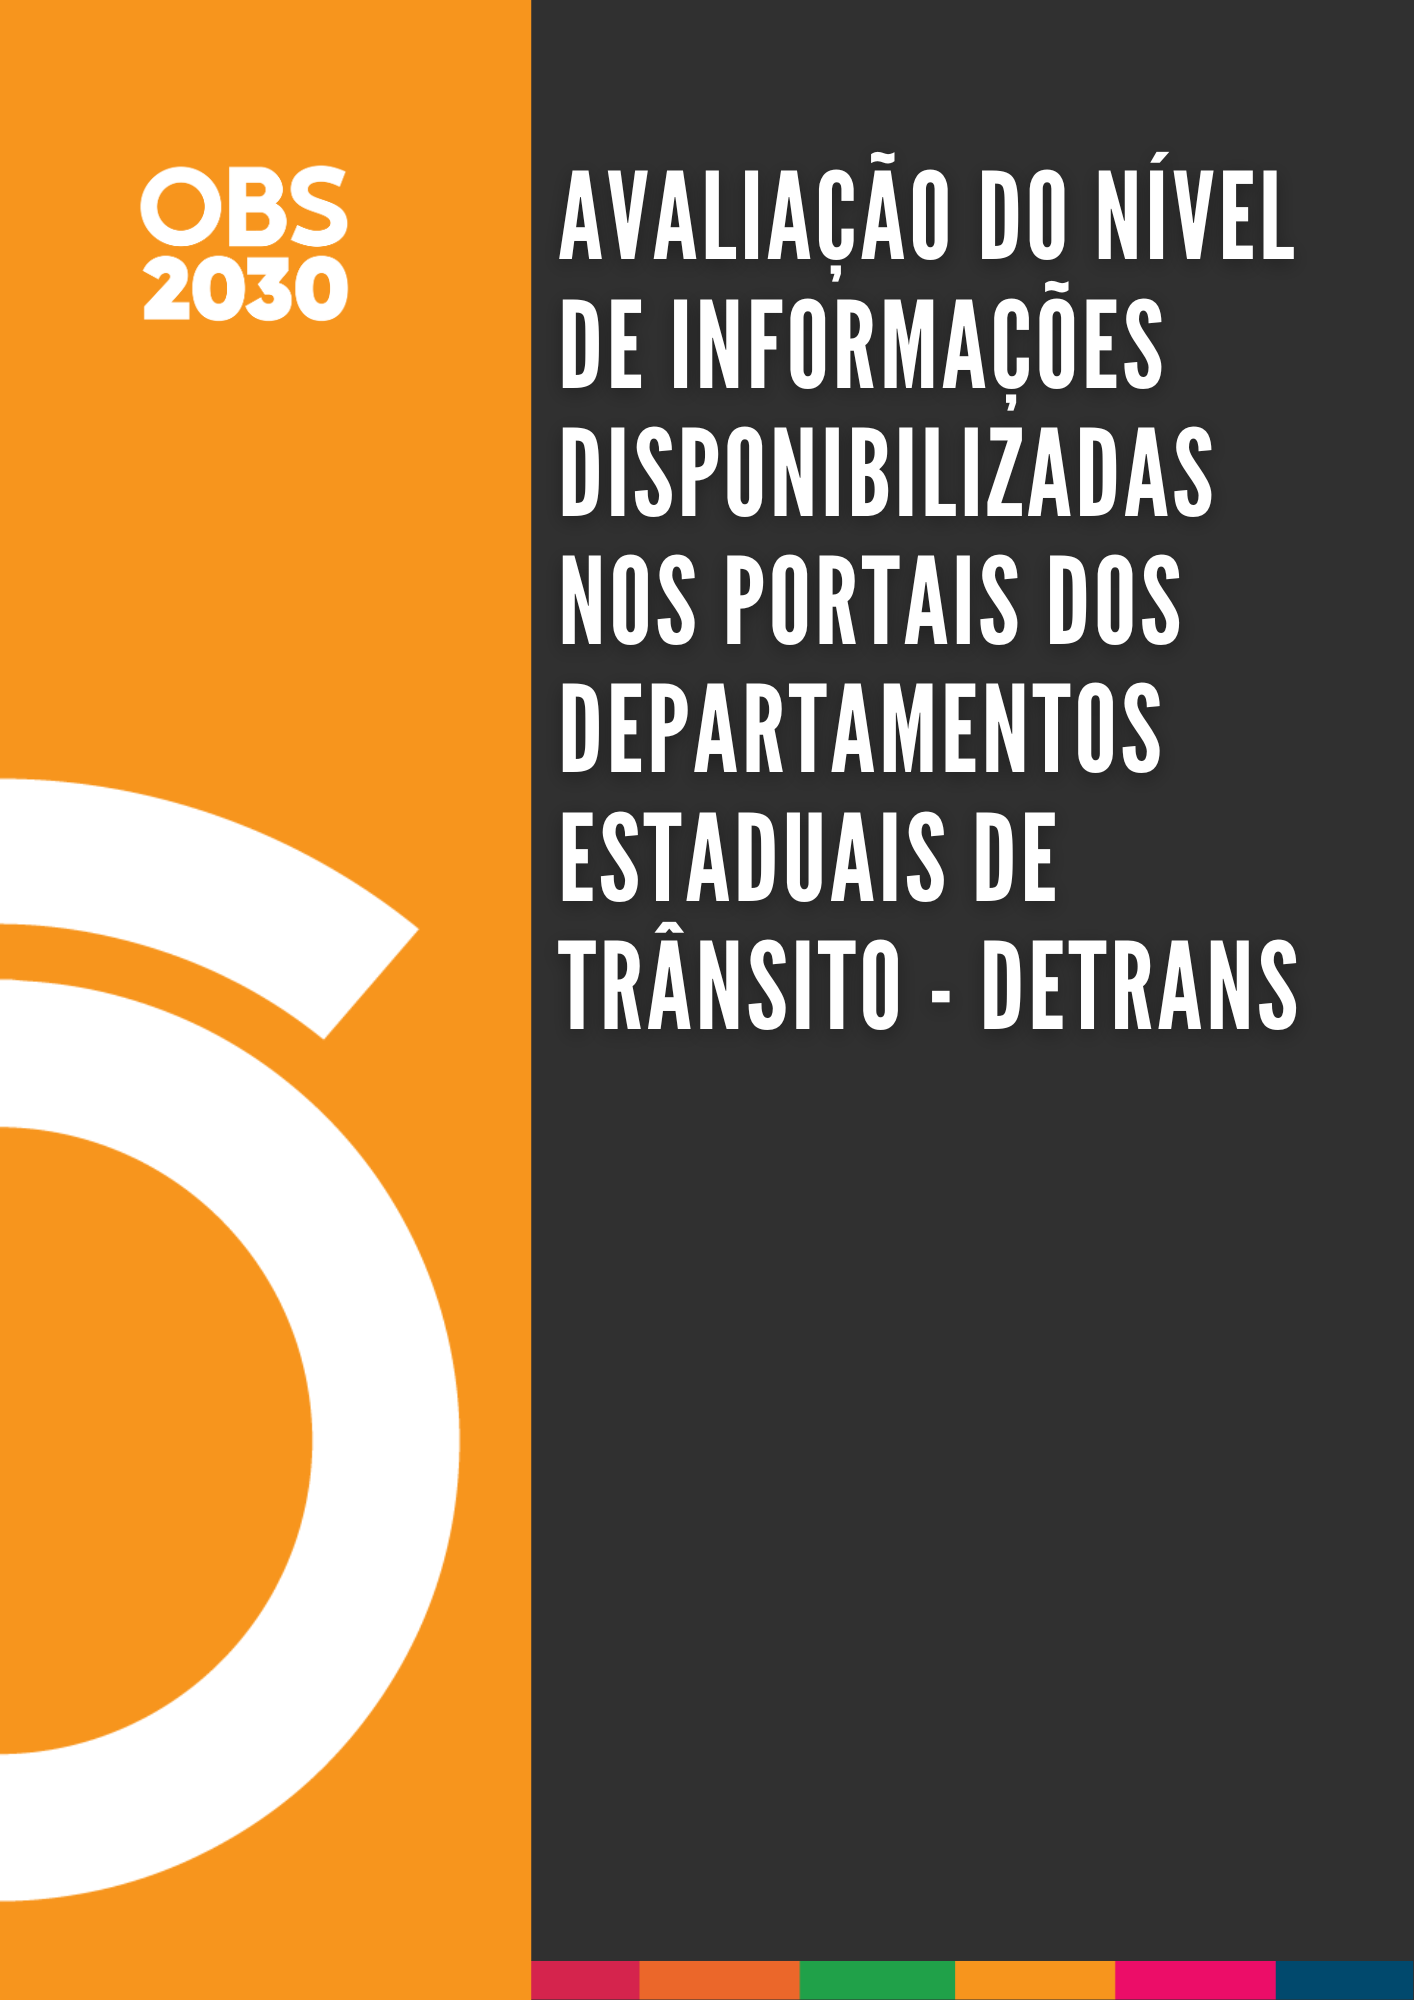 OBS
2030
AVALIAÇÃO DO NÍVEL
DE INFORMAÇÕES
DISPONIBILIZADAS
NOS PORTAIS DOS
DEPARTAMENTOS
ESTADUAIS DE
TRÂNSITO - DETRANS